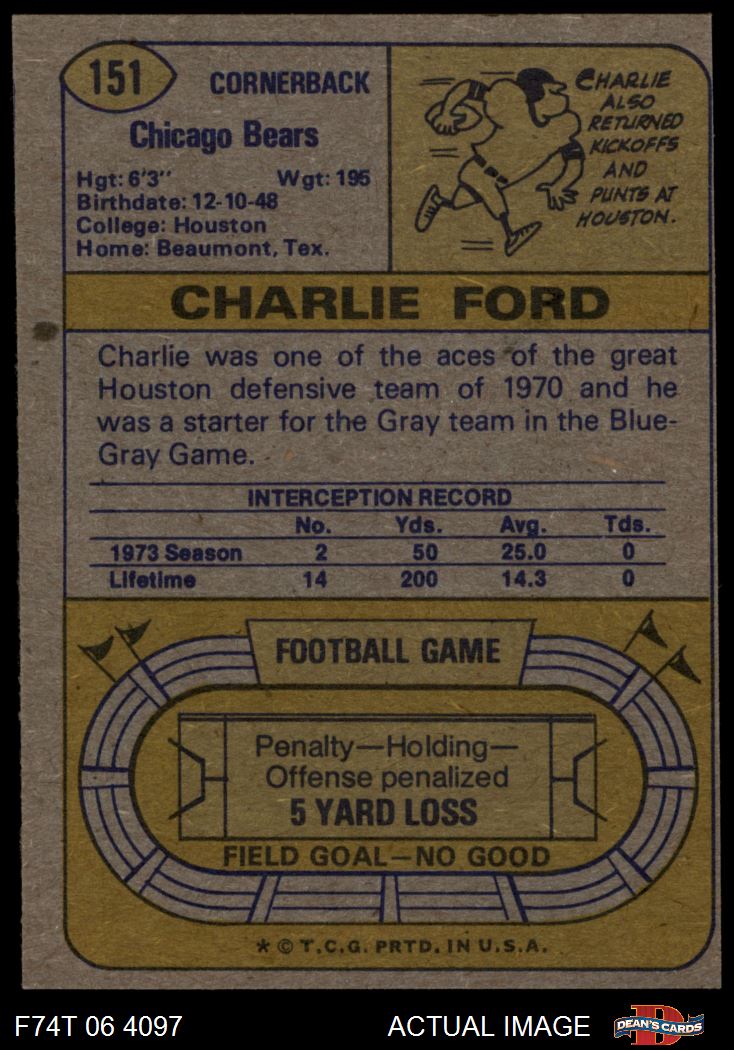 151
CORNERBACK
Chicago Bears
Hgt: 6'3" Wgt: 195
Birthdate: 12-10-48
College: Houston
Home: Beaumont, Tex.
CHARLIE
ALSO
RETURNED
KICKOFFS
AND
PUNTS AT
HOUSTON.
CHARLIE FORD
Charlie was one of the aces of the great
Houston defensive team of 1970 and he
was a starter for the Gray team in the Blue-
Gray Game.
INTERCEPTION RECORD
No. Yds. Avg. Tds.
1973 Season 2 50 25.0 0
Lifetime 14 200 14.3 0
FOOTBALL GAME
Penalty—Holding—
Offense penalized
5 YARD LOSS
FIELD GOAL—NO GOOD
* © T.C.G. PRTD. IN U.S.A.
F74T 06 4097 ACTUAL IMAGE
D
DEAN'S CARDS